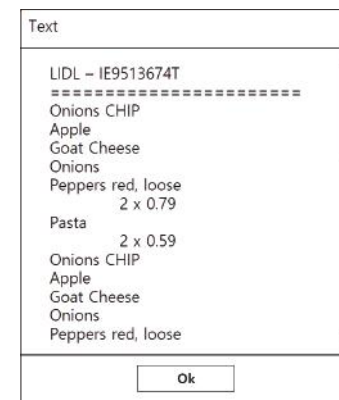 Text
LIDL – IE9513674T
=======================
Onions CHIP
Apple
Goat Cheese
Onions
Peppers red, loose
2 x 0.79
Pasta
2 x 0.59
Onions CHIP
Apple
Goat Cheese
Onions
Peppers red, loose
Ok